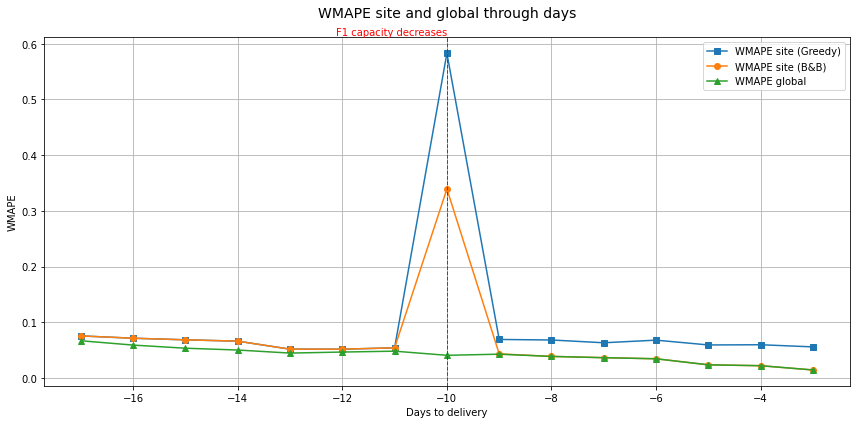 WMAPE site and global through days
F1 capacity decreases
WMAPE site (Greedy)
WMAPE site (B&B)
WMAPE global
WMAPE
0.6
0.5
0.4
0.3
0.2
0.1
0.0
−16
−14
−12
−10
−8
−6
−4
Days to delivery